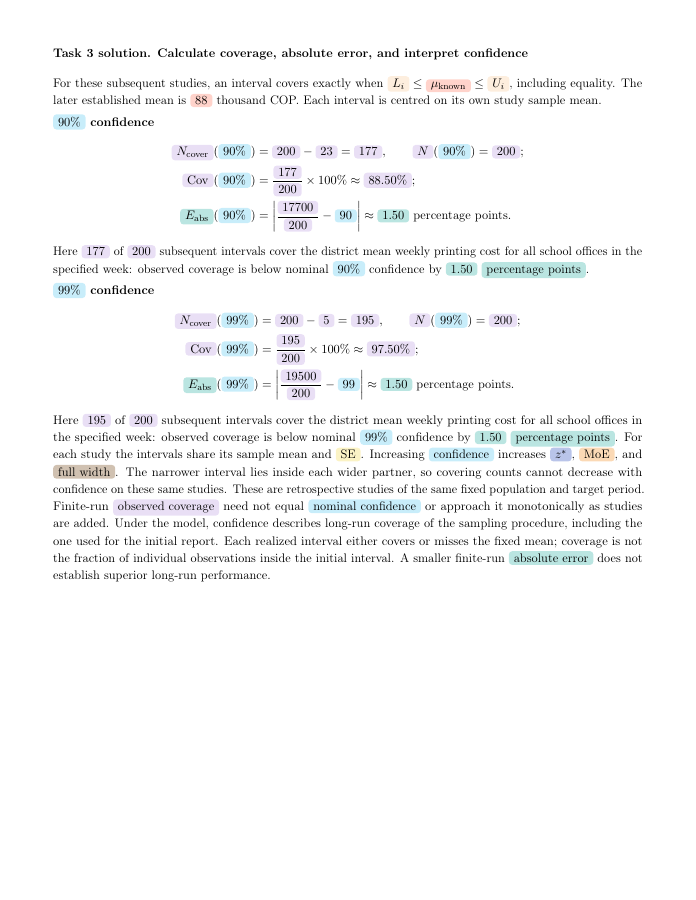 Task 3 solution. Calculate coverage, absolute error, and interpret confidence
For these subsequent studies, an interval covers exactly when L_i ≤ μ_known ≤ U_i, including equality. The
later established mean is 88 thousand COP. Each interval is centred on its own study sample mean.
90% confidence
N_cover(90%) = 200 − 23 = 177, N(90%) = 200;
Cov(90%) = 177/200 × 100% ≈ 88.50%;
E_abs(90%) = |17700/200 − 90| ≈ 1.50 percentage points.
Here 177 of 200 subsequent intervals cover the district mean weekly printing cost for all school offices in the
specified week: observed coverage is below nominal 90% confidence by 1.50 percentage points.
99% confidence
N_cover(99%) = 200 − 5 = 195, N(99%) = 200;
Cov(99%) = 195/200 × 100% ≈ 97.50%;
E_abs(99%) = |19500/200 − 99| ≈ 1.50 percentage points.
Here 195 of 200 subsequent intervals cover the district mean weekly printing cost for all school offices in
the specified week: observed coverage is below nominal 99% confidence by 1.50 percentage points. For
each study the intervals share its sample mean and SE. Increasing confidence increases z*, MoE, and
full width. The narrower interval lies inside each wider partner, so covering counts cannot decrease with
confidence on these same studies. These are retrospective studies of the same fixed population and target period.
Finite-run observed coverage need not equal nominal confidence or approach it monotonically as studies
are added. Under the model, confidence describes long-run coverage of the sampling procedure, including the
one used for the initial report. Each realized interval either covers or misses the fixed mean; coverage is not
the fraction of individual observations inside the initial interval. A smaller finite-run absolute error does not
establish superior long-run performance.